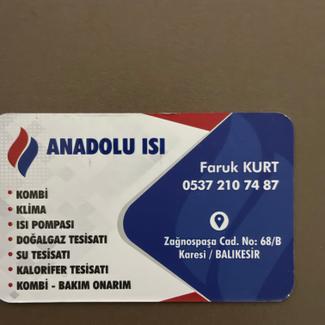 ANADOLU ISI
Faruk KURT
0537 210 74 87
Zağnospaşa Cad. No: 68/B
Karesi / BALIKESİR
• KOMBİ
• KLİMA
• ISI POMPASI
• DOĞALGAZ TESİSATI
• SU TESİSATI
• KALORİFER TESİSATI
• KOMBİ - BAKIM ONARIM